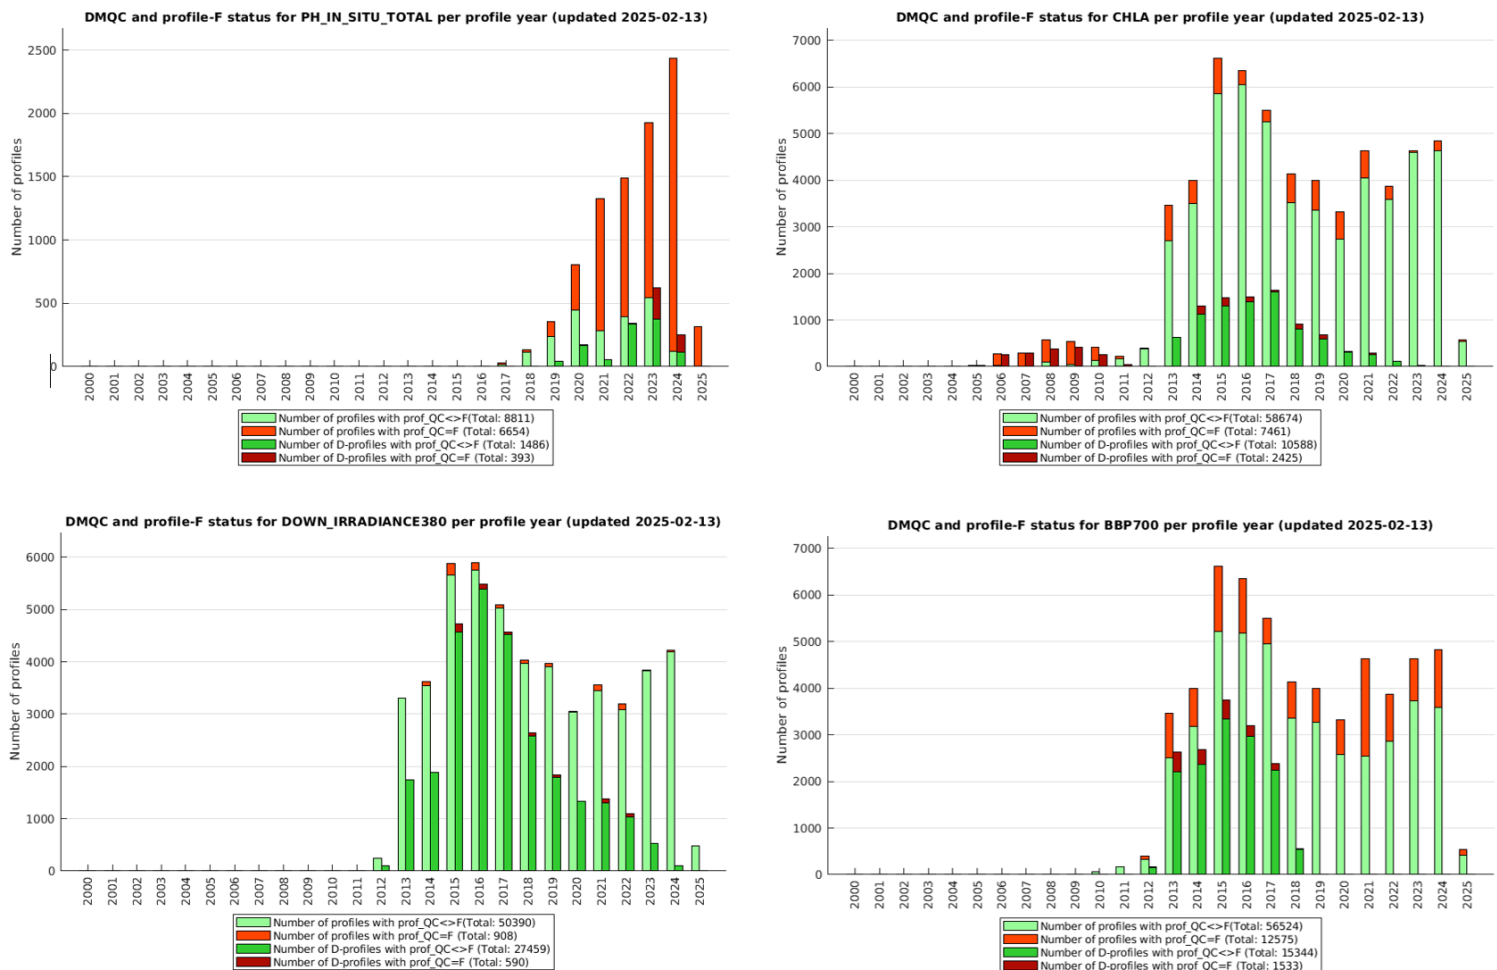 DMQC and profile-F status for PH_IN_SITU_TOTAL per profile year (updated 2025-02-13)
Number of profiles
2500
2000
1500
1000
500
0
2000 2001 2002 2003 2004 2005 2006 2007 2008 2009 2010 2011 2012 2013 2014 2015 2016 2017 2018 2019 2020 2021 2022 2023 2024 2025
Number of profiles with prof_QC<>F(Total: 8811)
Number of profiles with prof_QC=F (Total: 6654)
Number of D-profiles with prof_QC<>F (Total: 1486)
Number of D-profiles with prof_QC=F (Total: 393)
DMQC and profile-F status for CHLA per profile year (updated 2025-02-13)
Number of profiles
7000
6000
5000
4000
3000
2000
1000
0
2000 2001 2002 2003 2004 2005 2006 2007 2008 2009 2010 2011 2012 2013 2014 2015 2016 2017 2018 2019 2020 2021 2022 2023 2024 2025
Number of profiles with prof_QC<>F(Total: 58674)
Number of profiles with prof_QC=F (Total: 7461)
Number of D-profiles with prof_QC<>F (Total: 10588)
Number of D-profiles with prof_QC=F (Total: 2425)
DMQC and profile-F status for DOWN_IRRADIANCE380 per profile year (updated 2025-02-13)
Number of profiles
6000
5000
4000
3000
2000
1000
0
2000 2001 2002 2003 2004 2005 2006 2007 2008 2009 2010 2011 2012 2013 2014 2015 2016 2017 2018 2019 2020 2021 2022 2023 2024 2025
Number of profiles with prof_QC<>F(Total: 50390)
Number of profiles with prof_QC=F (Total: 908)
Number of D-profiles with prof_QC<>F (Total: 27459)
Number of D-profiles with prof_QC=F (Total: 590)
DMQC and profile-F status for BBP700 per profile year (updated 2025-02-13)
Number of profiles
7000
6000
5000
4000
3000
2000
1000
0
2000 2001 2002 2003 2004 2005 2006 2007 2008 2009 2010 2011 2012 2013 2014 2015 2016 2017 2018 2019 2020 2021 2022 2023 2024 2025
Number of profiles with prof_QC<>F(Total: 56524)
Number of profiles with prof_QC=F (Total: 12575)
Number of D-profiles with prof_QC<>F (Total: 15344)
Number of D-profiles with prof_QC=F (Total: 1533)